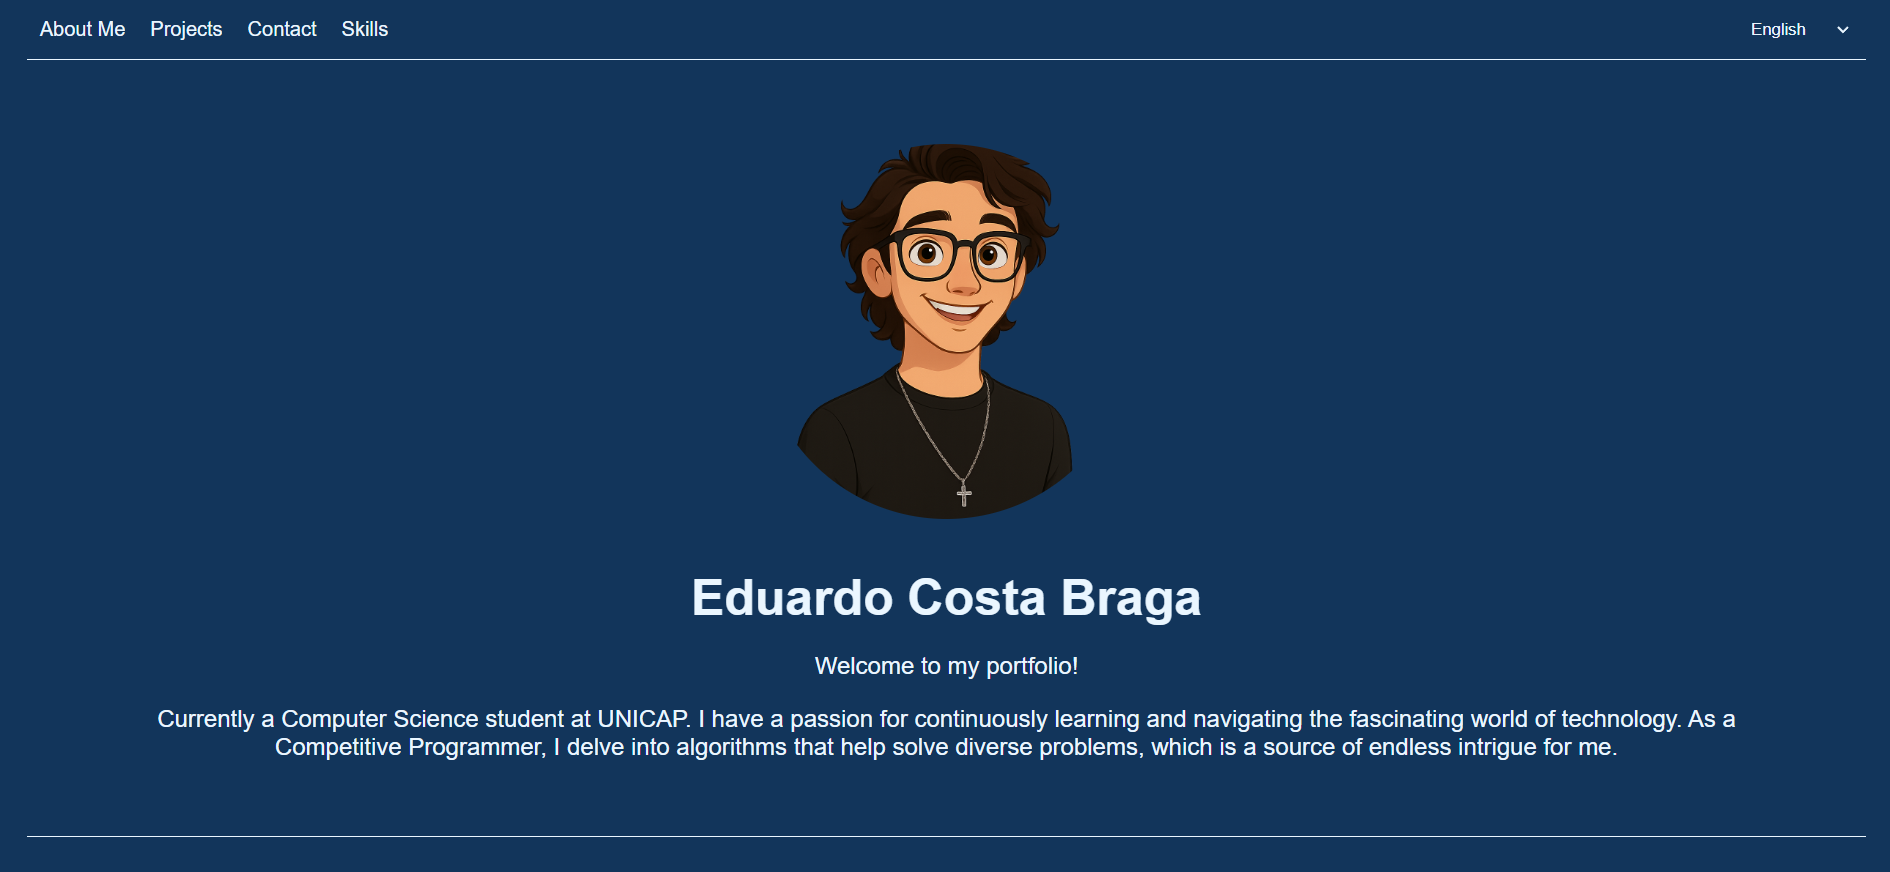 About Me Projects Contact Skills English
Eduardo Costa Braga
Welcome to my portfolio!
Currently a Computer Science student at UNICAP. I have a passion for continuously learning and navigating the fascinating world of technology. As a
Competitive Programmer, I delve into algorithms that help solve diverse problems, which is a source of endless intrigue for me.